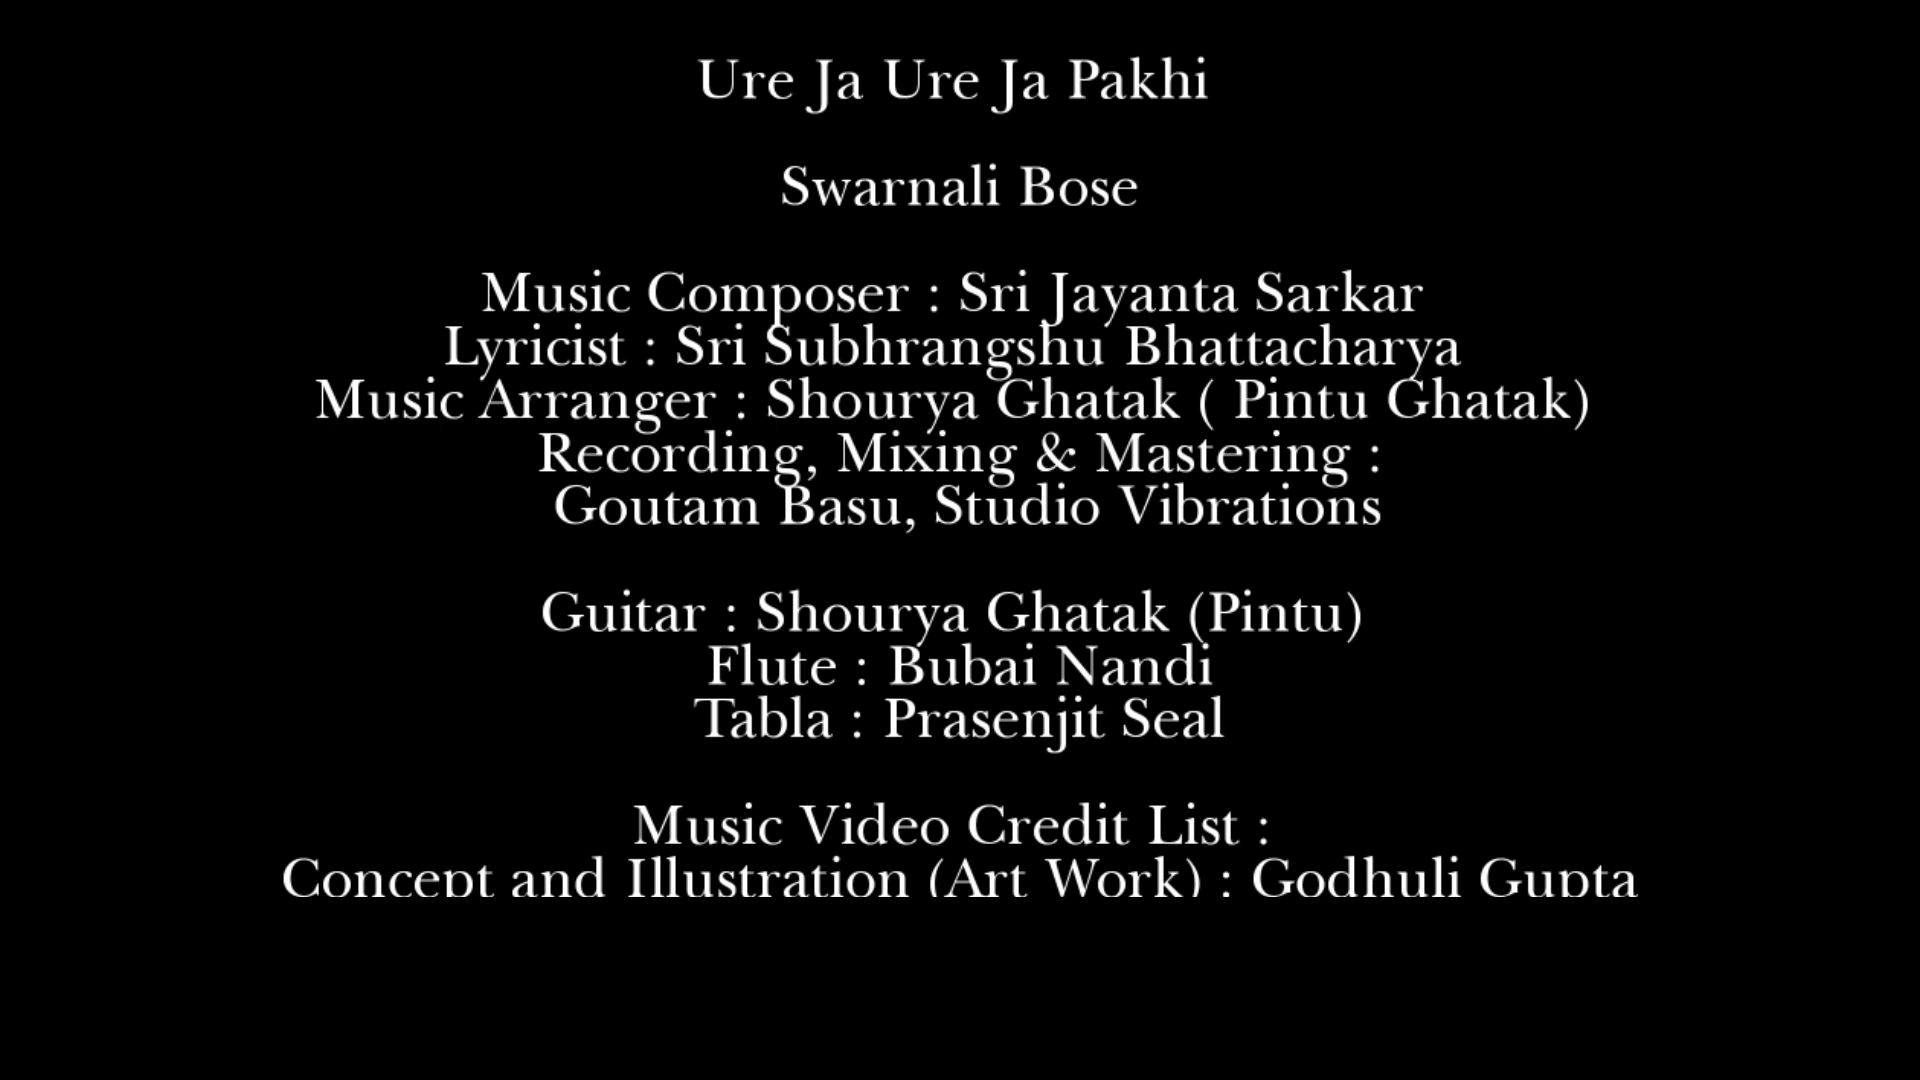 Ure Ja Ure Ja Pakhi
Swarnali Bose
Music Composer : Sri Jayanta Sarkar
Lyricist : Sri Subhrangshu Bhattacharya
Music Arranger : Shourya Ghatak ( Pintu Ghatak)
Recording, Mixing & Mastering :
Goutam Basu, Studio Vibrations
Guitar : Shourya Ghatak (Pintu)
Flute : Bubai Nandi
Tabla : Prasenjit Seal
Music Video Credit List :
Concept and Illustration (Art Work) : Godhuli Gupta